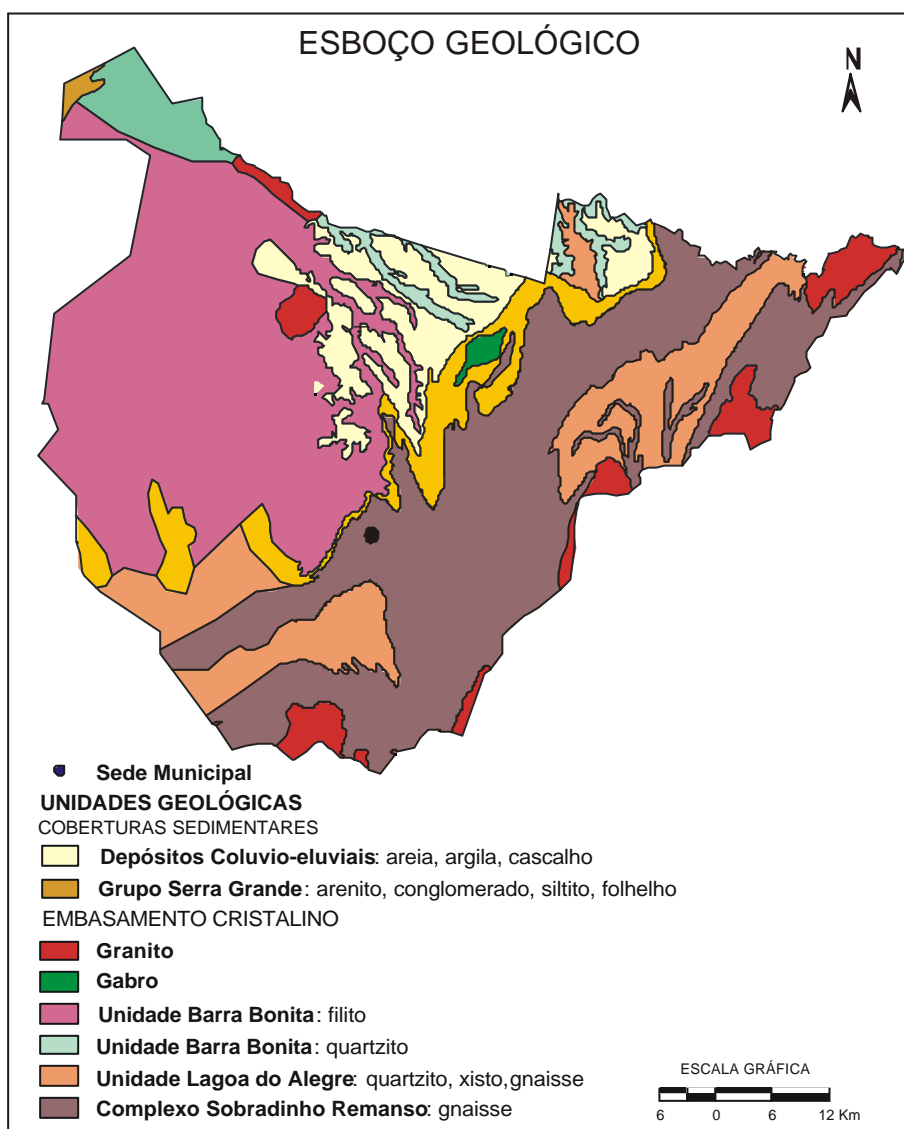 ESBOÇO GEOLÓGICO
N
Sede Municipal
UNIDADES GEOLÓGICAS
COBERTURAS SEDIMENTARES
Depósitos Coluvio-eluviais: areia, argila, cascalho
Grupo Serra Grande: arenito, conglomerado, siltito, folhelho
EMBASAMENTO CRISTALINO
Granito
Gabro
Unidade Barra Bonita: filito
Unidade Barra Bonita: quartzito
Unidade Lagoa do Alegre: quartzito, xisto,gnaisse
Complexo Sobradinho Remanso: gnaisse
ESCALA GRÁFICA
6 0 6 12 Km